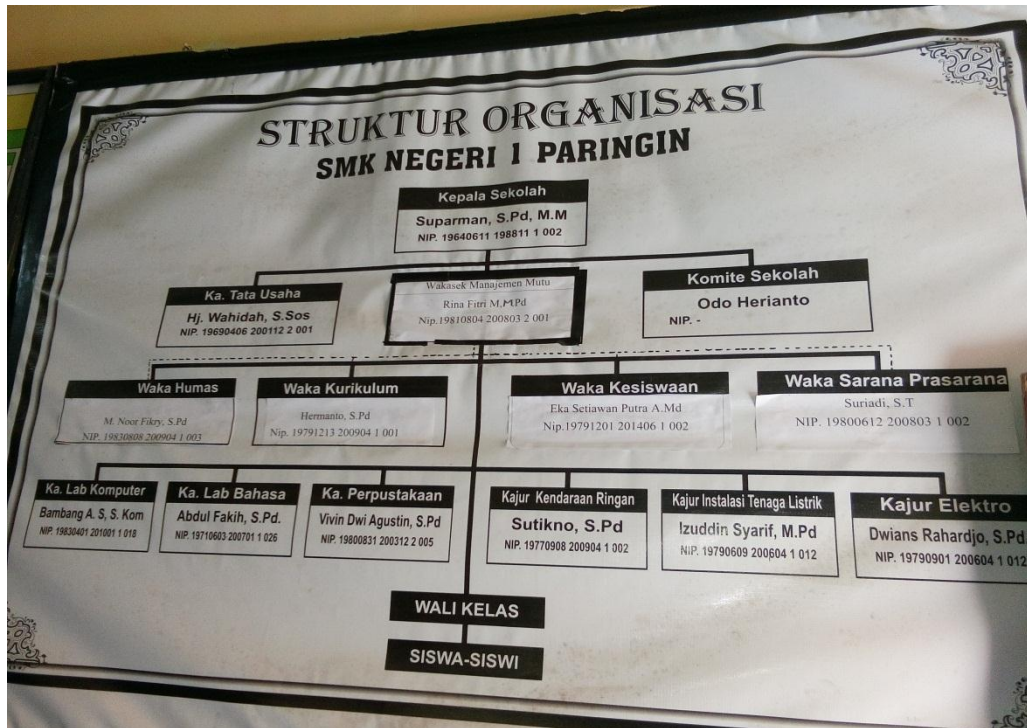 STRUKTUR ORGANISASI
SMK NEGERI 1 PARINGIN
Kepala Sekolah
Suparman, S.Pd, M.M
NIP. 19640611 198811 1 002
Ka. Tata Usaha
Hj. Wahidah, S.Sos
NIP. 19690406 200112 2 001
Wakasek Manajemen Mutu
Rina Fitri M,M.Pd
Nip.19810804 200803 2 001
Komite Sekolah
Odo Herianto
NIP. -
Waka Humas
M. Noor Fikry, S.Pd
NIP. 19830808 200904 1 003
Waka Kurikulum
Hermanto, S.Pd
NIP. 19791213 200904 1 001
Waka Kesiswaan
Eka Setiawan Putra A.Md
Nip.19791201 201406 1 002
Waka Sarana Prasarana
Suriadi, S.T
NIP. 19800612 200803 1 002
Ka. Lab Komputer
Bambang A. S, S. Kom
NIP. 19830401 201001 1 018
Ka. Lab Bahasa
Abdul Fakih, S.Pd.
NIP. 19710603 200701 1 026
Ka. Perpustakaan
Vivin Dwi Agustin, S.Pd
NIP. 19800831 200312 2 005
Kajur Kendaraan Ringan
Sutikno, S.Pd
NIP. 19770908 200904 1 002
Kajur Instalasi Tenaga Listrik
Izuddin Syarif, M.Pd
NIP. 19790609 200604 1 012
Kajur Elektro
Dwians Rahardjo, S.Pd
NIP. 19790901 200604 1 012
WALI KELAS
SISWA-SISWI